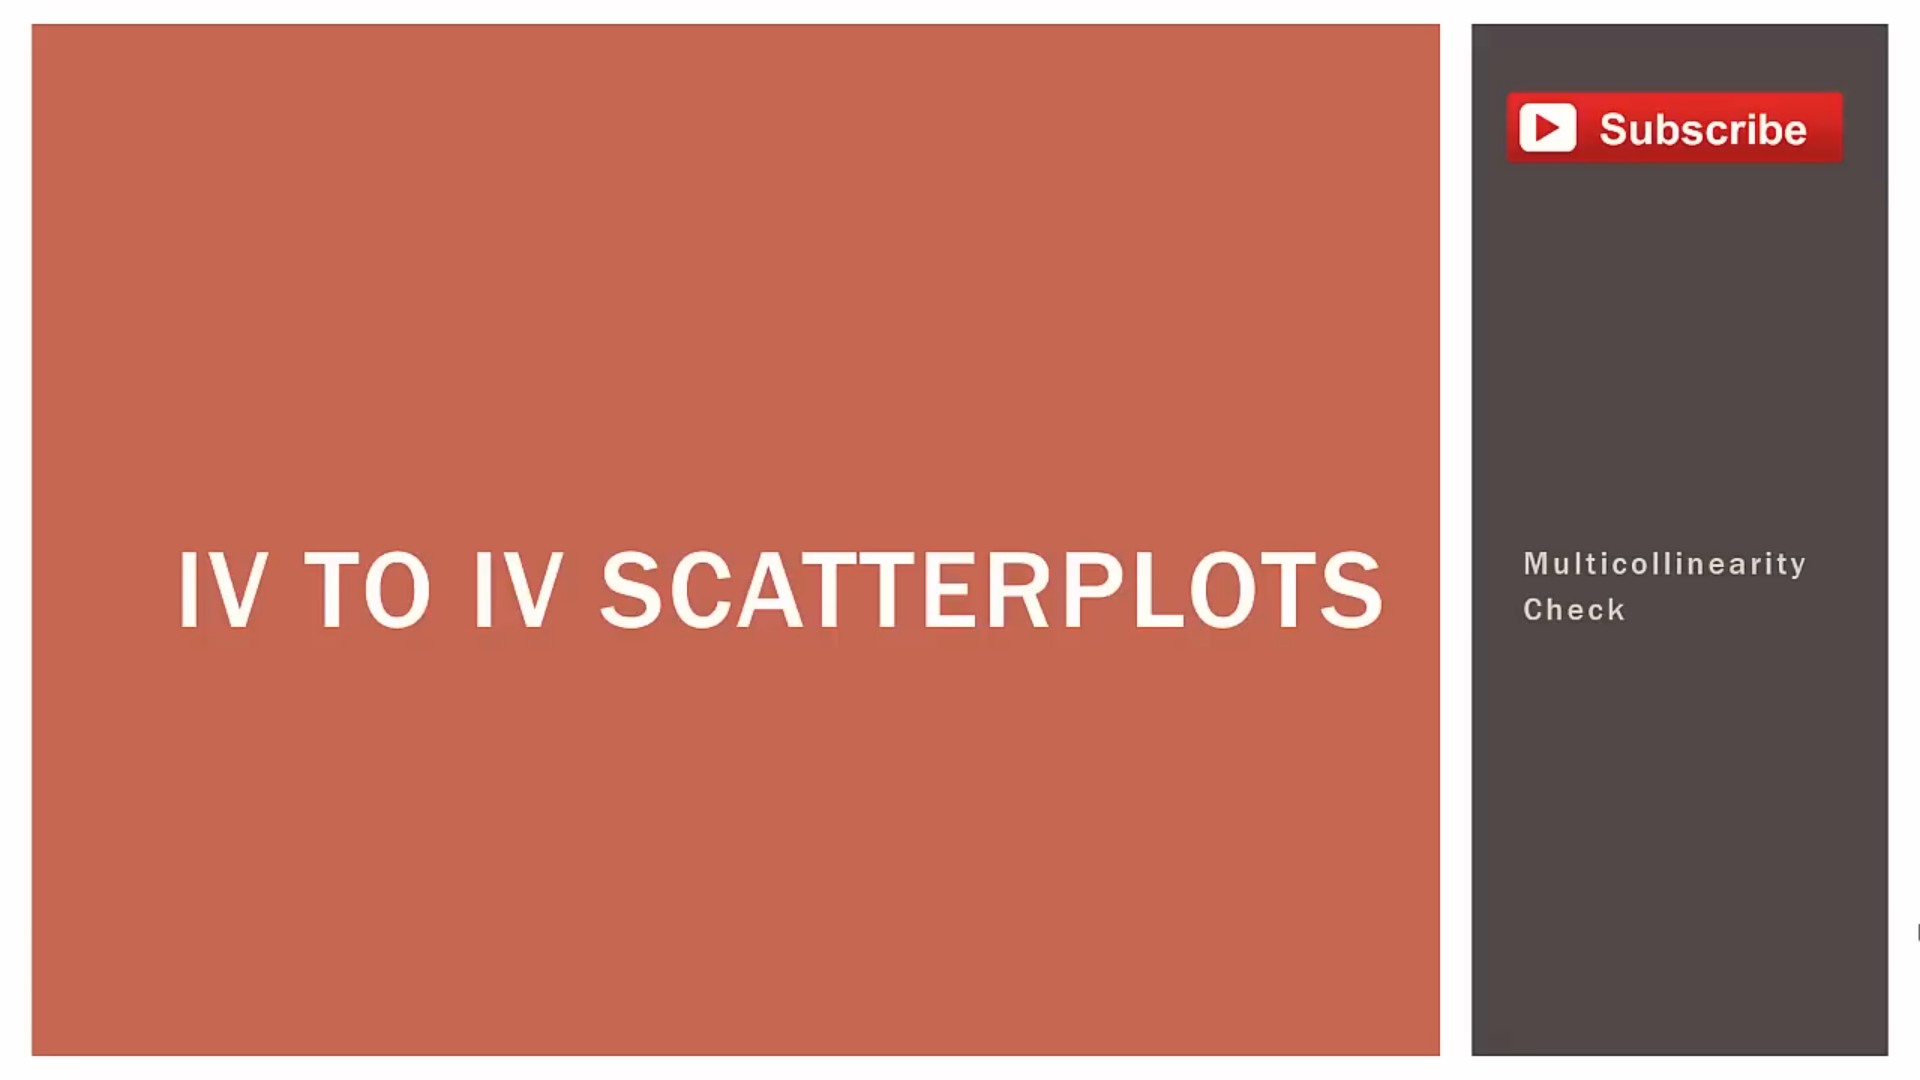 IV TO IV SCATTERPLOTS
Subscribe
Multicollinearity
Check